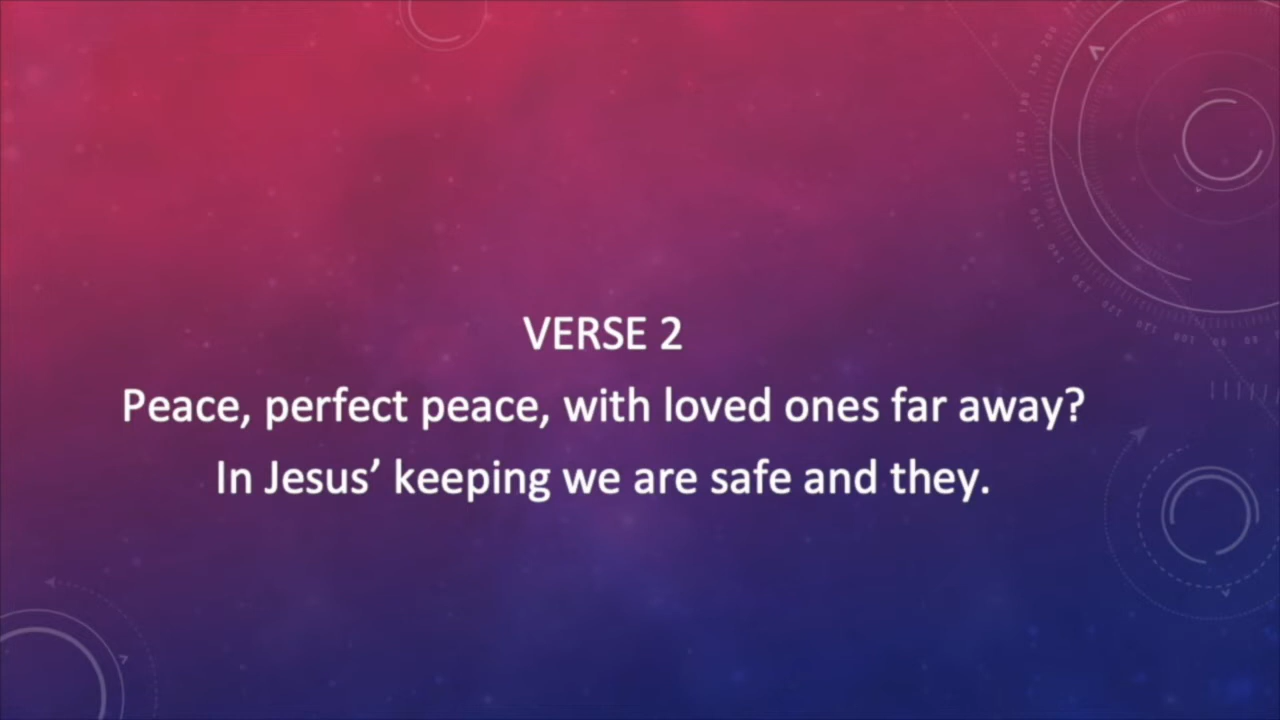 VERSE 2
Peace, perfect peace, with loved ones far away?
In Jesus’ keeping we are safe and they.